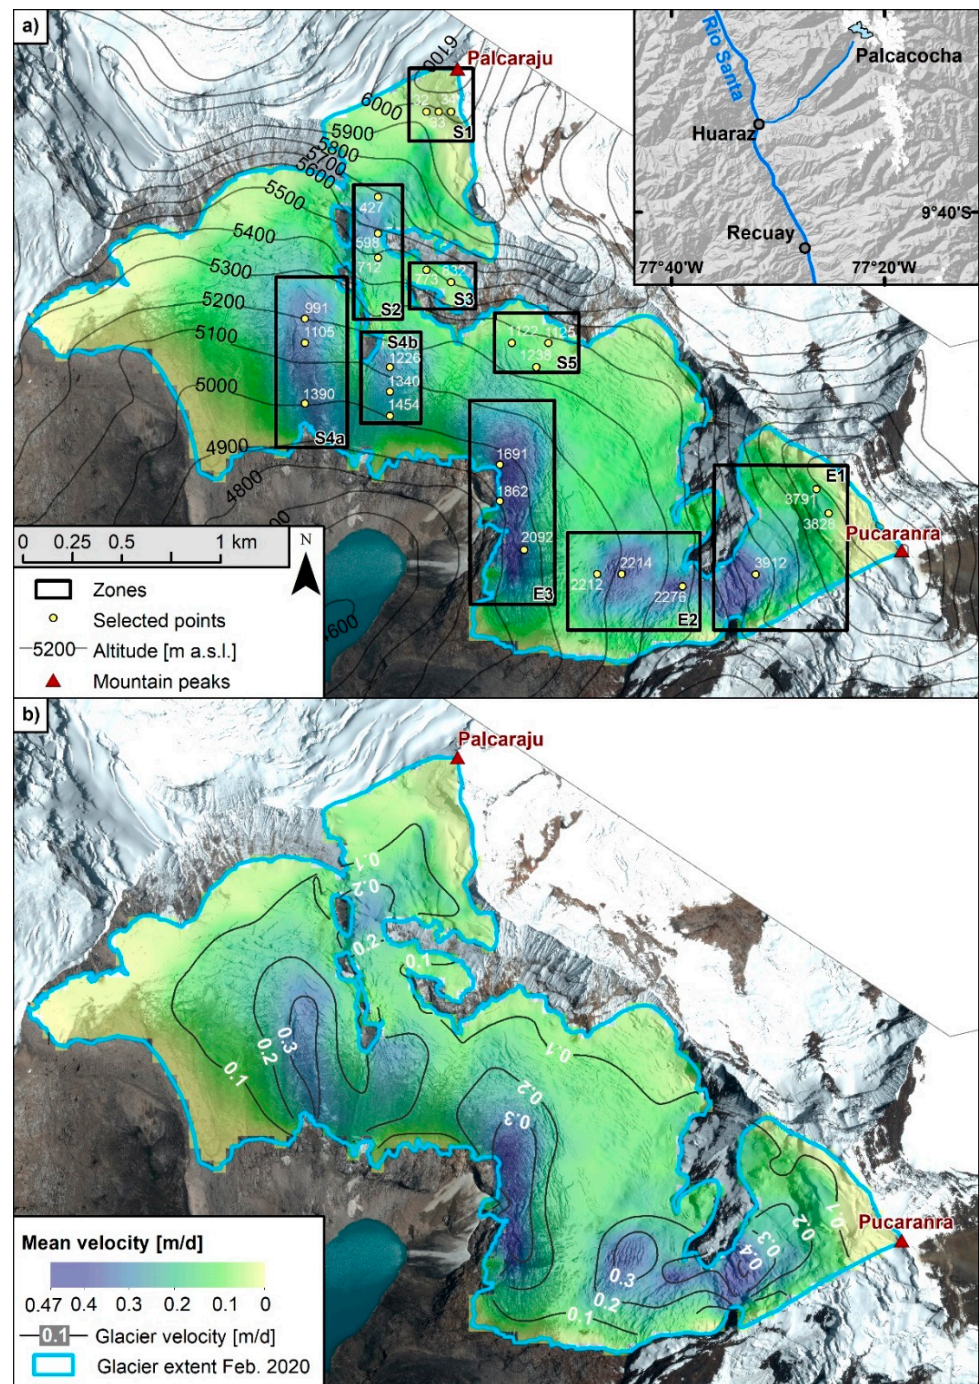 a)
6100
Palcaraju
6000
32
33
S1
5900
5800
5700
5600
5500
5400
5300
5200
5100
5000
4900
4800
4600
427
598
712
S2
773
832
S3
991
1105
1390
S4a
S4b
1226
1340
1454
1122
1125
1238
S5
1691
1862
2092
E3
2212
2214
2276
E2
E1
3791
3828
3912
Pucaranra
Rio Santa
Palcacocha
Huaraz
Recuay
9°40'S
77°40'W
77°20'W
0 0.25 0.5 1 km
N
Zones
Selected points
5200 Altitude [m a.s.l.]
Mountain peaks
b)
Palcaraju
0.1
0.2
0.2
0.1
0.3
0.2
0.1
0.1
0.2
0.3
0.3
0.2
0.1
0.4
0.3
0.2
0.1
Pucaranra
Mean velocity [m/d]
0.47 0.4 0.3 0.2 0.1 0
0.1 Glacier velocity [m/d]
Glacier extent Feb. 2020